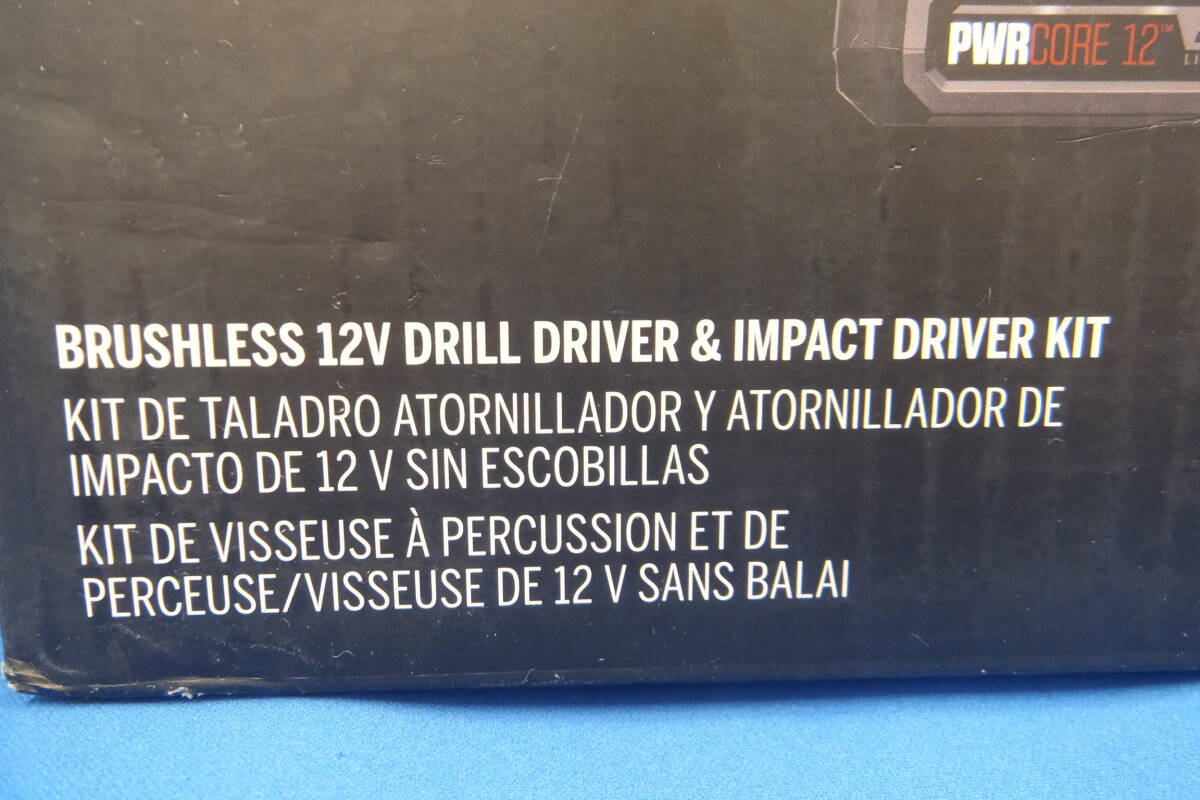 PWRCORE 12™
BRUSHLESS 12V DRILL DRIVER & IMPACT DRIVER KIT
KIT DE TALADRO ATORNILLADOR Y ATORNILLADOR DE
IMPACTO DE 12 V SIN ESCOBILLAS
KIT DE VISSEUSE À PERCUSSION ET DE
PERCEUSE/VISSEUSE DE 12 V SANS BALAI